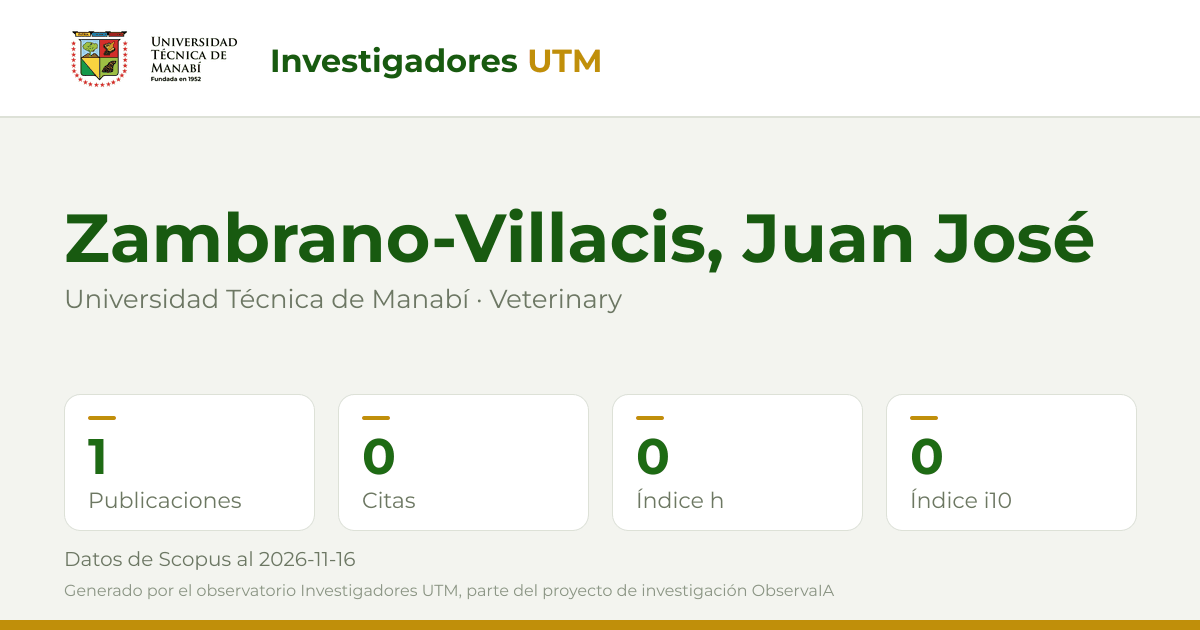 UNIVERSIDAD
TÉCNICA DE
MANABÍ
Fundada en 1952
Investigadores UTM
Zambrano-Villacis, Juan José
Universidad Técnica de Manabí · Veterinary
1
Publicaciones
0
Citas
0
Índice h
0
Índice i10
Datos de Scopus al 2026-11-16
Generado por el observatorio Investigadores UTM, parte del proyecto de investigación ObservaIA